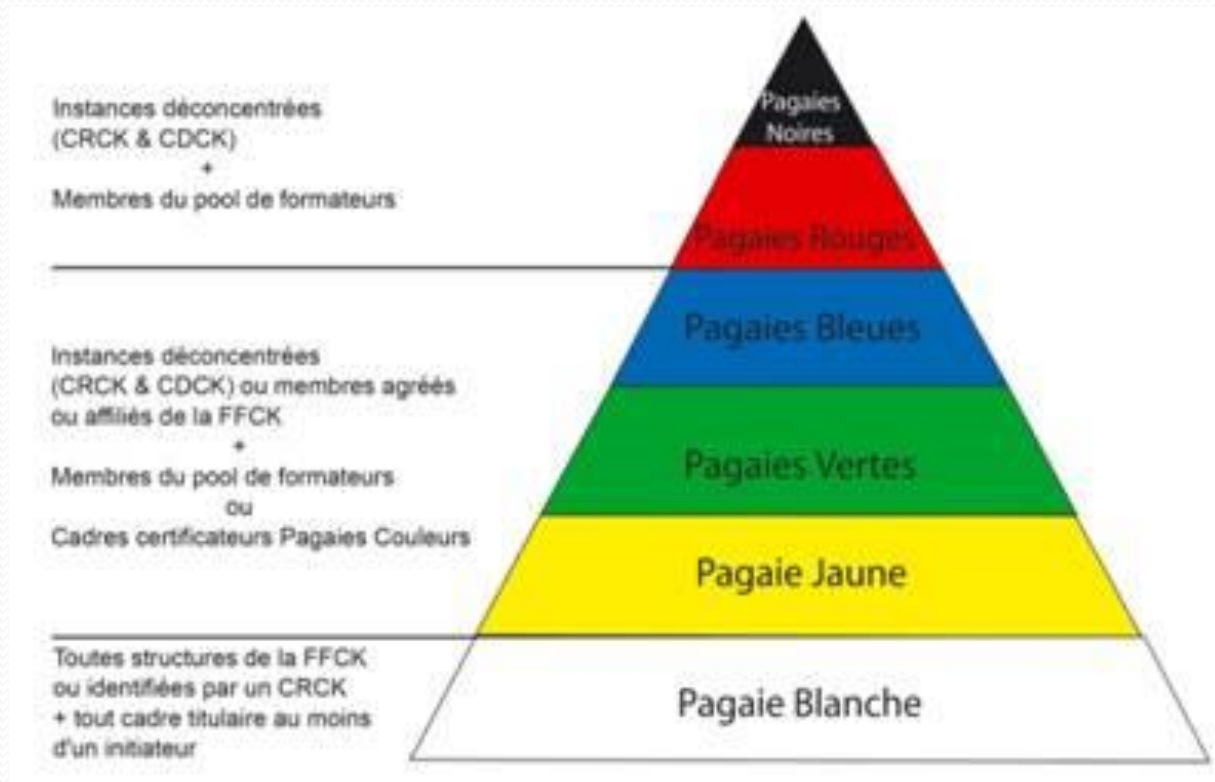 Instances déconcentrées
(CRCK & CDCK)
+
Membres du pool de formateurs
Pagaies
Noires
Pagaies Rouges
Instances déconcentrées
(CRCK & CDCK) ou membres agréés
ou affiliés de la FFCK
+
Membres du pool de formateurs
ou
Cadres certificateurs Pagaies Couleurs
Pagaies Bleues
Pagaies Vertes
Pagaie Jaune
Toutes structures de la FFCK
ou identifiées par un CRCK
+ tout cadre titulaire au moins
d'un initiateur
Pagaie Blanche